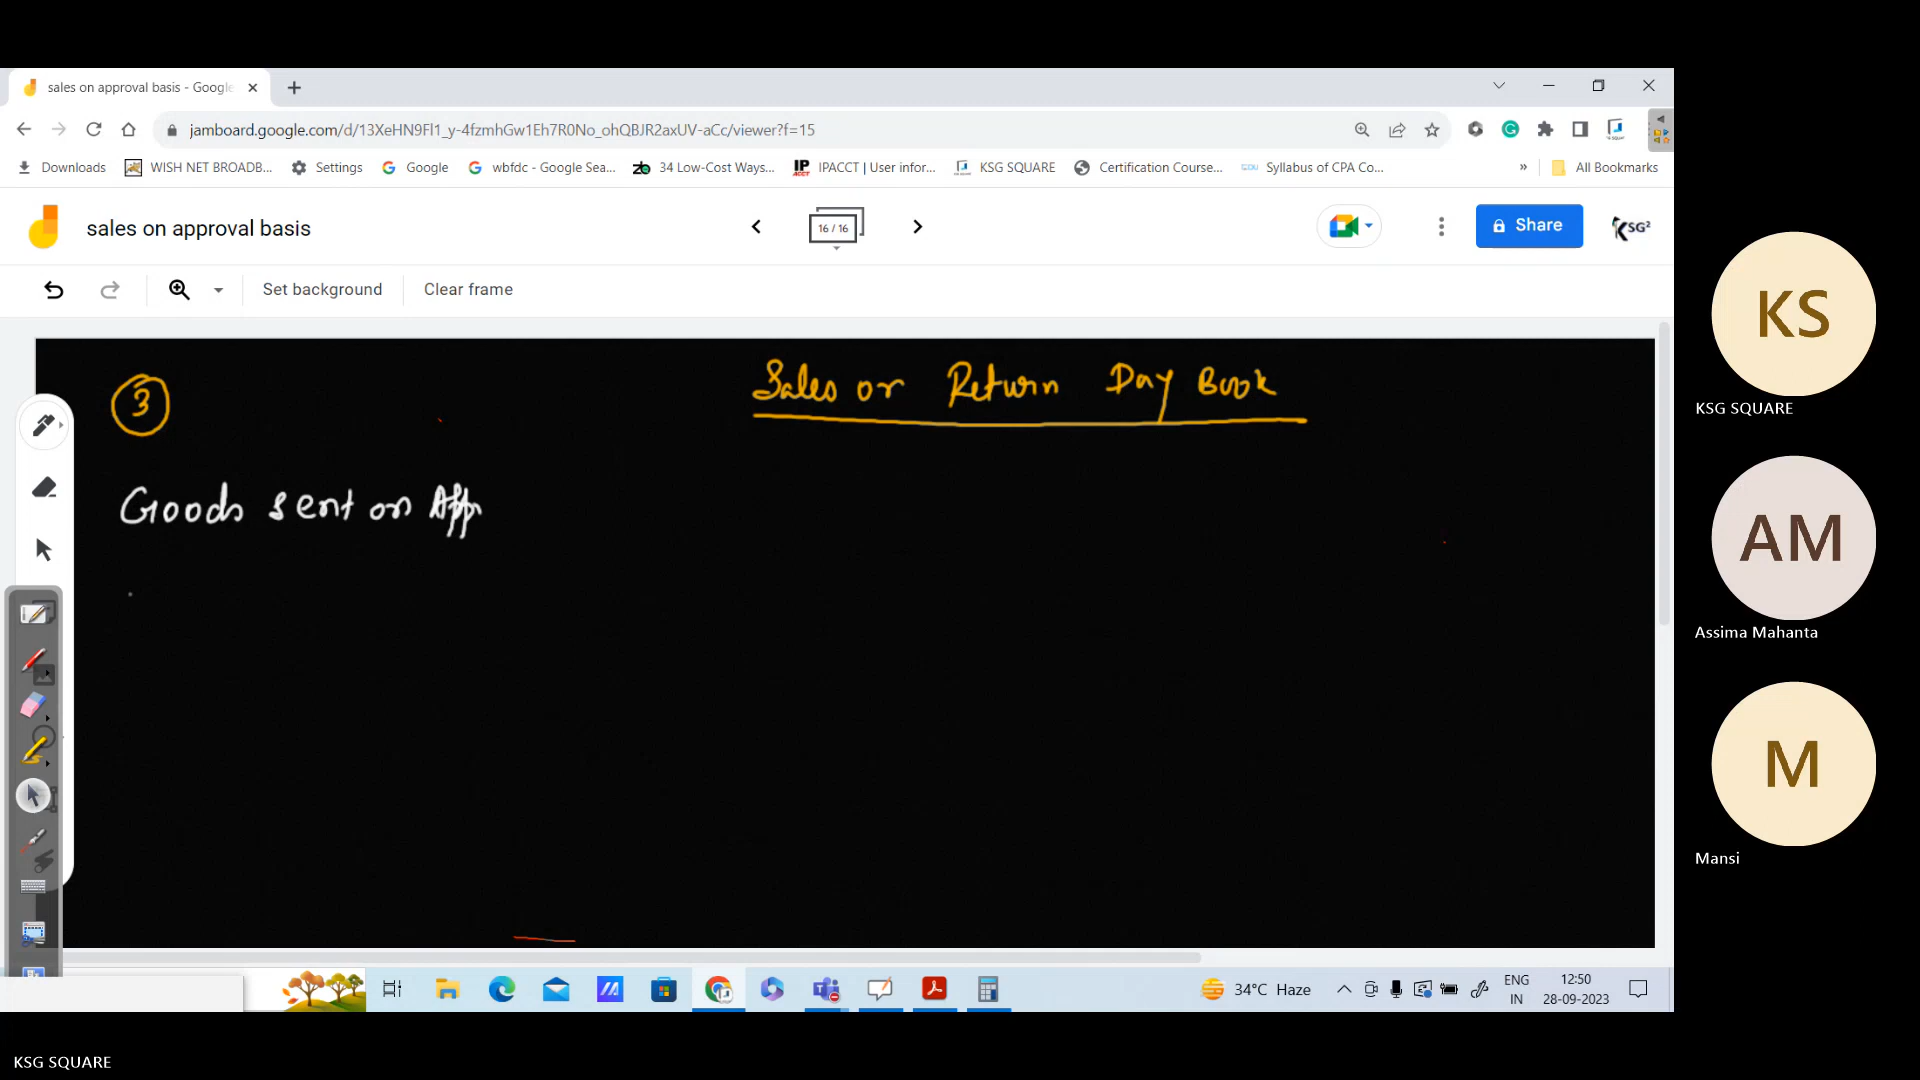 sales on approval basis - Google
jamboard.google.com/d/13XeHN9Fl1_y-4fzmhGw1Eh7R0No_ohQBJR2axUV-aCc/viewer?f=15
Downloads WISH NET BROADB... Settings Google wbfdc - Google Sea... 34 Low-Cost Ways... IP ACCT IPACCT | User infor... KSG SQUARE Certification Course... Syllabus of CPA Co... » All Bookmarks
sales on approval basis
16 / 16
Share
KSG²
Set background
Clear frame
3
Sales or Return Day Book
Goods sent on App
34°C Haze
ENG
IN
12:50
28-09-2023
KS
KSG SQUARE
AM
Assima Mahanta
M
Mansi
KSG SQUARE